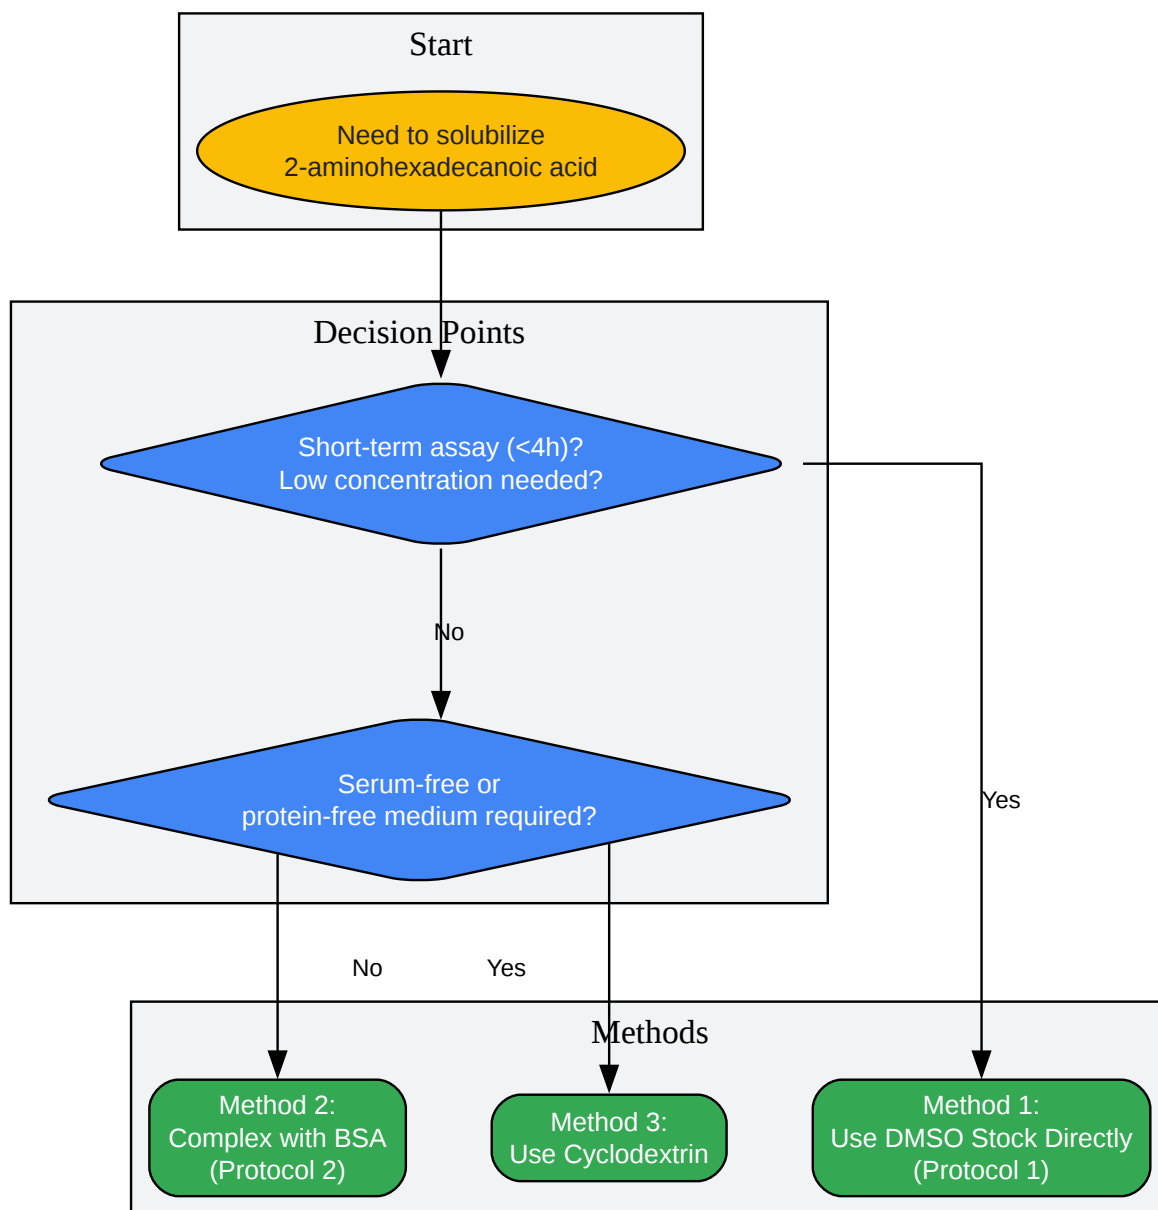 Start
Need to solubilize
2-aminohexadecanoic acid
Decision Points
Short-term assay (<4h)?
Low concentration needed?
No
Serum-free or
protein-free medium required?
Yes
No
Yes
Methods
Method 2:
Complex with BSA
(Protocol 2)
Method 3:
Use Cyclodextrin
Method 1:
Use DMSO Stock Directly
(Protocol 1)